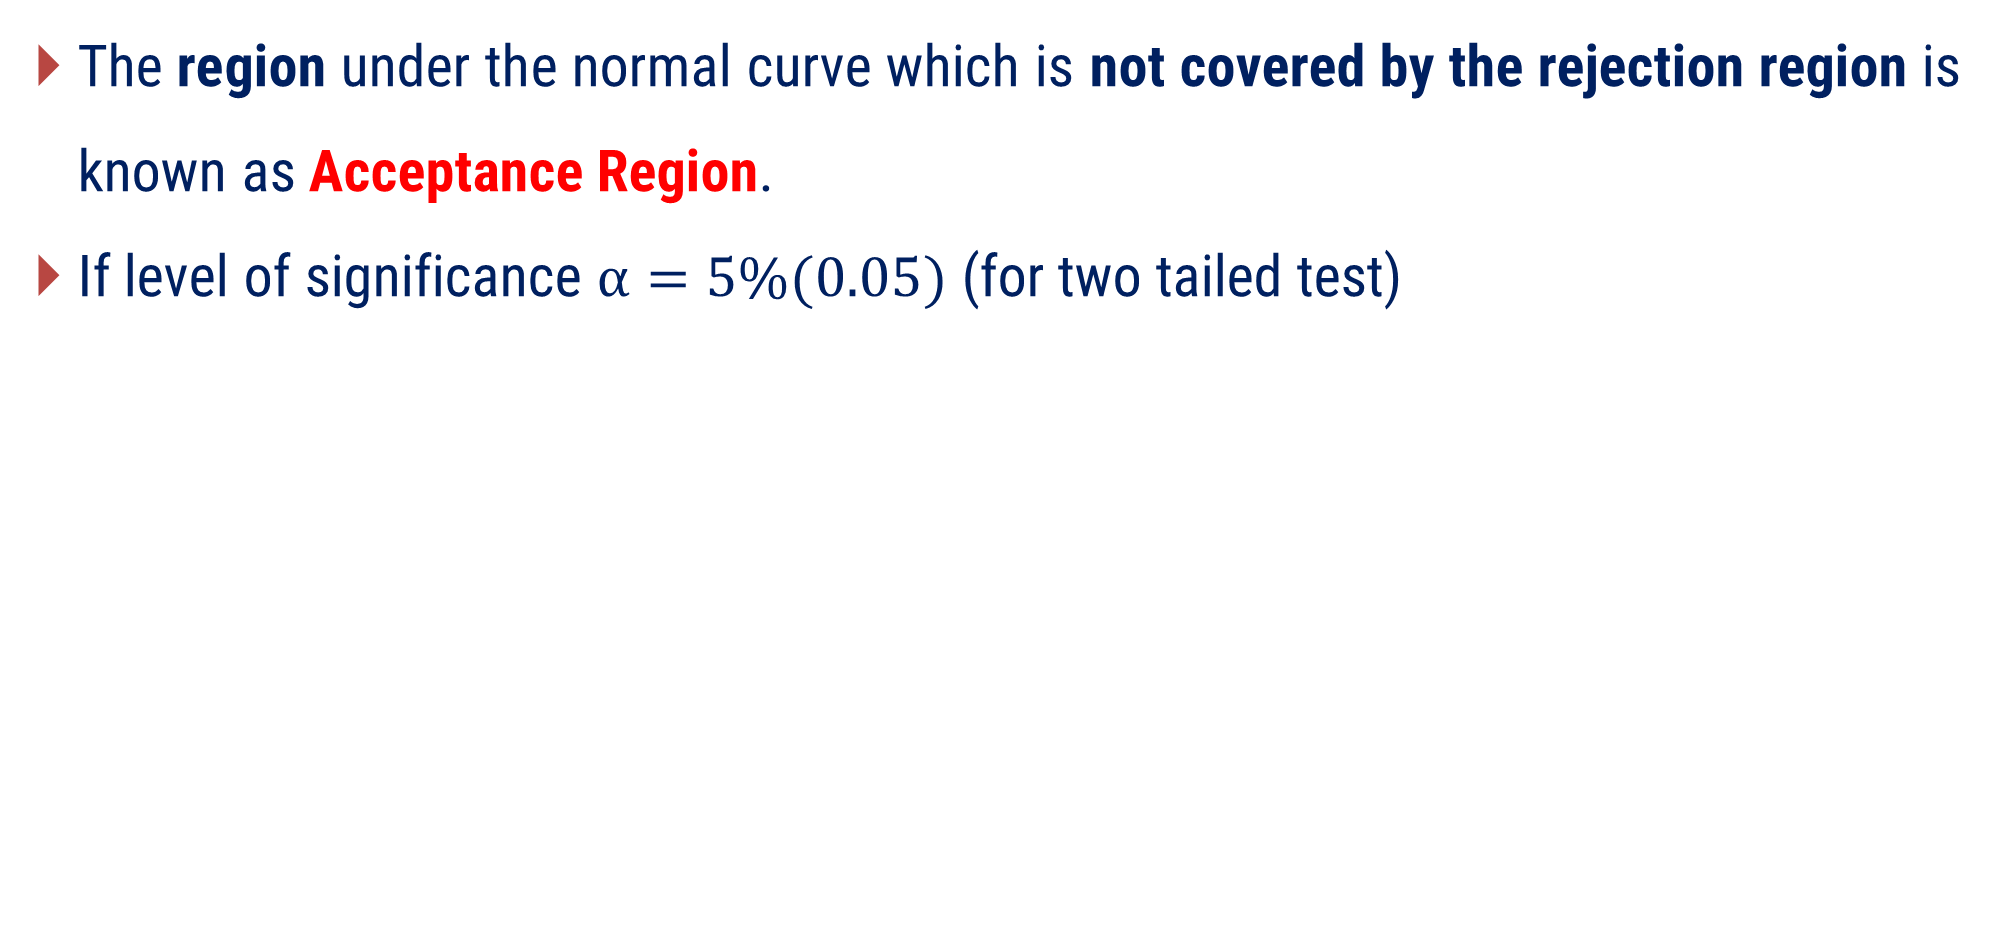 The region under the normal curve which is not covered by the rejection region is
known as Acceptance Region.
If level of significance α = 5%(0.05) (for two tailed test)